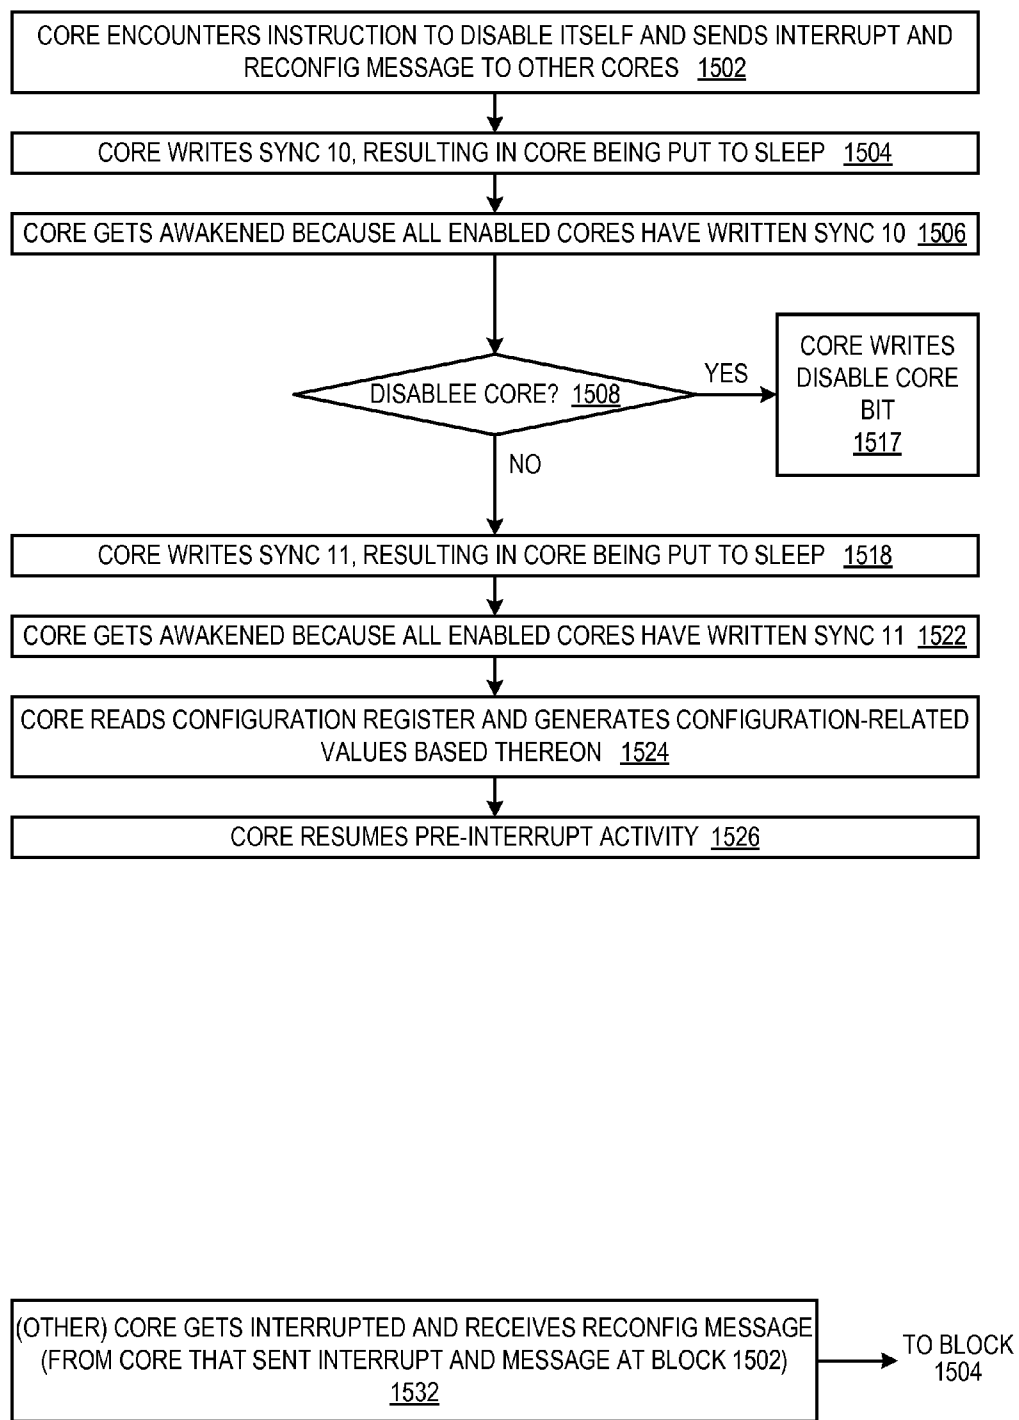 CORE ENCOUNTERS INSTRUCTION TO DISABLE ITSELF AND SENDS INTERRUPT AND
RECONFIG MESSAGE TO OTHER CORES 1502
CORE WRITES SYNC 10, RESULTING IN CORE BEING PUT TO SLEEP 1504
CORE GETS AWAKENED BECAUSE ALL ENABLED CORES HAVE WRITTEN SYNC 10 1506
DISABLEE CORE? 1508
YES
CORE WRITES
DISABLE CORE
BIT
1517
NO
CORE WRITES SYNC 11, RESULTING IN CORE BEING PUT TO SLEEP 1518
CORE GETS AWAKENED BECAUSE ALL ENABLED CORES HAVE WRITTEN SYNC 11 1522
CORE READS CONFIGURATION REGISTER AND GENERATES CONFIGURATION-RELATED
VALUES BASED THEREON 1524
CORE RESUMES PRE-INTERRUPT ACTIVITY 1526
(OTHER) CORE GETS INTERRUPTED AND RECEIVES RECONFIG MESSAGE
(FROM CORE THAT SENT INTERRUPT AND MESSAGE AT BLOCK 1502)
1532
TO BLOCK
1504